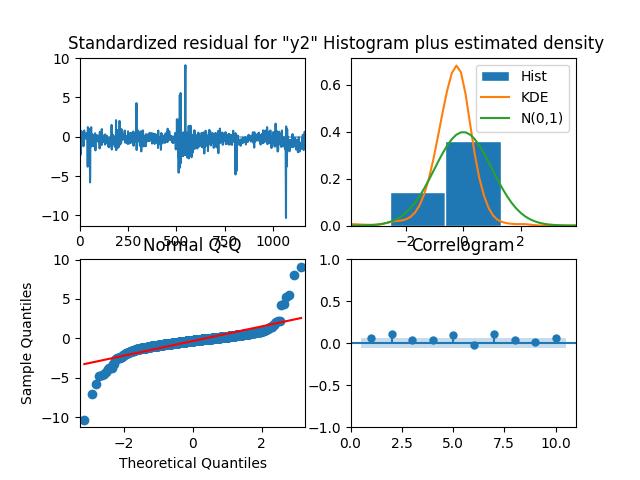 Standardized residual for "y2"
Histogram plus estimated density
10
5
0
−5
−10
0 250 500 750 1000
0.6
0.4
0.2
0.0
−2 0 2
Hist
KDE
N(0,1)
Normal Q-Q
Correlogram
Sample Quantiles
10
5
0
−5
−10
−2 0 2
Theoretical Quantiles
1.0
0.5
0.0
−0.5
−1.0
0.0 2.5 5.0 7.5 10.0